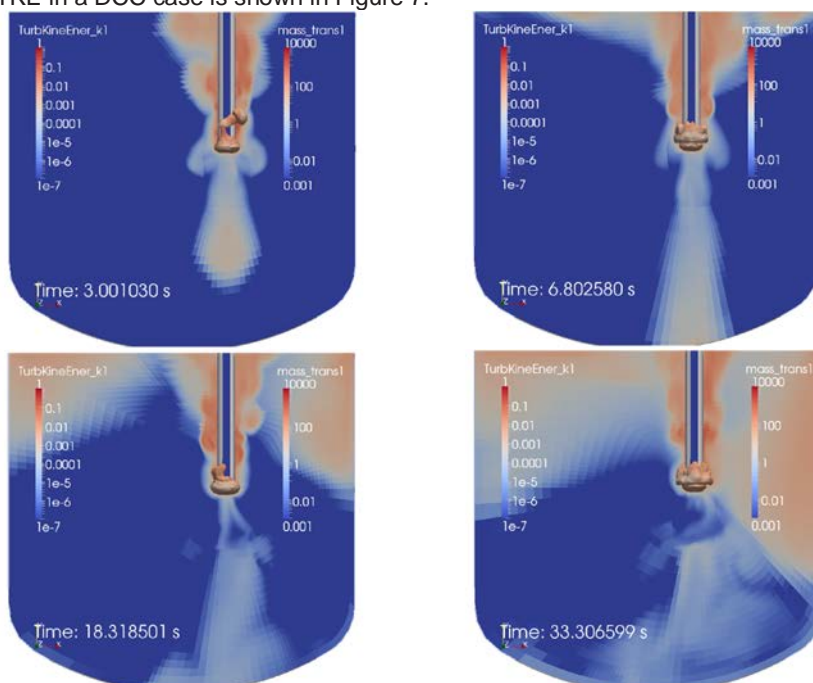 TKE in a DCC case is shown in Figure 7.
TurbKineEner_k1
1
0.1
0.01
0.001
0.0001
1e-5
1e-6
1e-7
mass_trans1
10000
100
1
0.01
0.001
Time: 3.001030 s
TurbKineEner_k1
1
0.1
0.01
0.001
0.0001
1e-5
1e-6
1e-7
mass_trans1
10000
100
1
0.01
0.001
Time: 6.802580 s
TurbKineEner_k1
1
0.1
0.01
0.001
0.0001
1e-5
1e-6
1e-7
mass_trans1
10000
100
1
0.01
0.001
Time: 18.318501 s
TurbKineEner_k1
1
0.1
0.01
0.001
0.0001
1e-5
1e-6
1e-7
mass_trans1
10000
100
1
0.01
0.001
Time: 33.306599 s